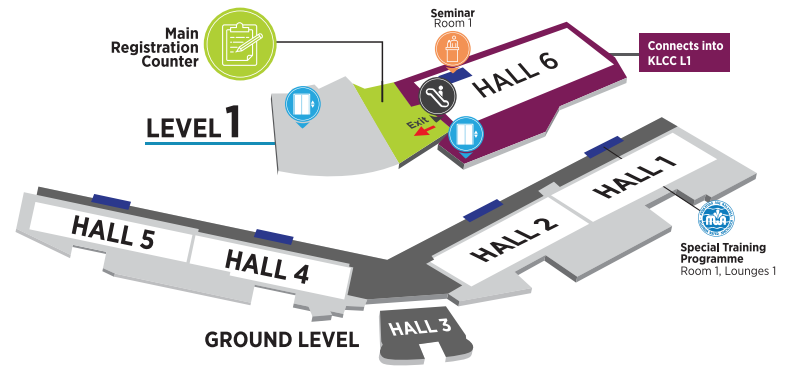 Main
Registration
Counter
Seminar
Room 1
Connects into
KLCC L1
HALL 6
Exit
LEVEL 1
HALL 1
HALL 2
HALL 5
HALL 4
Special Training
Programme
Room 1, Lounges 1
HALL 3
GROUND LEVEL